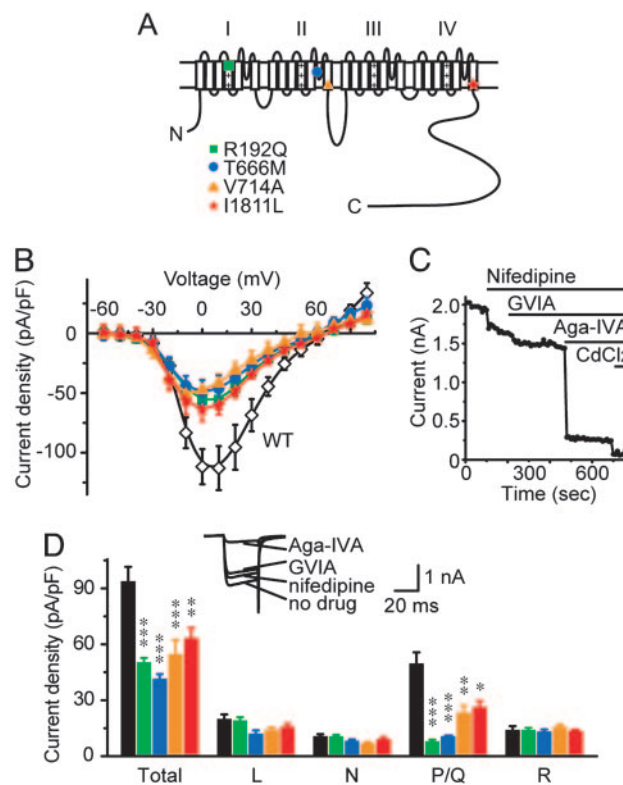 A
I II III IV
N
R192Q
T666M
V714A
I1811L
C
B
Voltage (mV)
-60 -30 0 30 60
Current density (pA/pF)
0
-50
-100
WT
C
Nifedipine
GVIA
Aga-IVA
CdCl₂
Current (nA)
2.0
1.5
1.0
0.5
0
0 300 600
Time (sec)
D
Aga-IVA
GVIA
nifedipine
no drug
1 nA
20 ms
Current density (pA/pF)
90
60
30
0
*** *** *** **
*** *** ** *
Total L N P/Q R